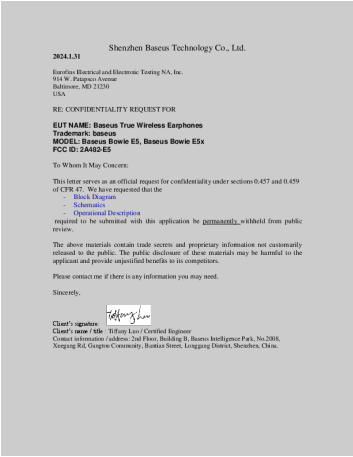 Shenzhen Baseus Technology Co., Ltd.
2024.1.31
Eurofins Electrical and Electronic Testing NA, Inc.
914 W. Patapsco Avenue
Baltimore, MD 21230
USA
RE: CONFIDENTIALITY REQUEST FOR
EUT NAME: Baseus True Wireless Earphones
Trademark: baseus
MODEL: Baseus Bowie E5, Baseus Bowie E5x
FCC ID: 2A482-E5
To Whom It May Concern:
This letter serves as an official request for confidentiality under sections 0.457 and 0.459
of CFR 47. We have requested that the
- Block Diagram
- Schematics
- Operational Description
required to be submitted with this application be permanently withheld from public
review.
The above materials contain trade secrets and proprietary information not customarily
released to the public. The public disclosure of these materials may be harmful to the
applicant and provide unjustified benefits to its competitors.
Please contact me if there is any information you may need.
Sincerely,
Client's signature:
Client's name / title : Tiffany Luo / Certified Engineer
Contact information / address: 2nd Floor, Building B, Baseus Intelligence Park, No.2008,
Xuegang Rd, Gangtou Community, Bantian Street, Longgang District, Shenzhen, China.